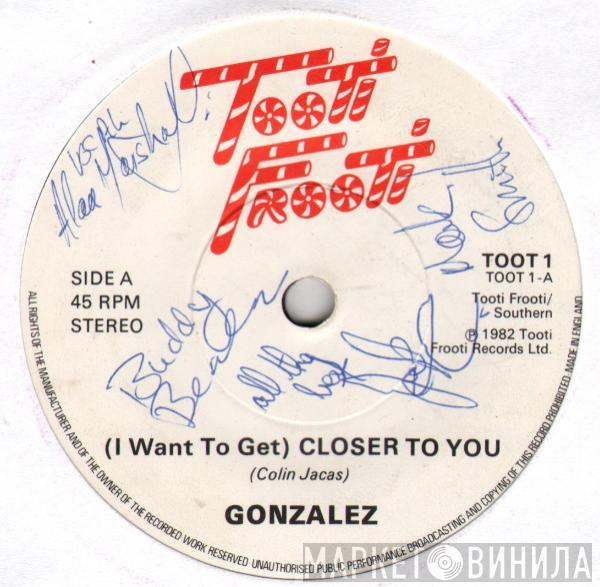 TOOTI
FROOTI
Alan Marshall
SIDE A
45 RPM
STEREO
TOOT 1
TOOT 1-A
Tooti Frooti/
Southern
℗ 1982 Tooti
Frooti Records Ltd.
Buddy
all the
best
(I Want To Get) CLOSER TO YOU
(Colin Jacas)
GONZALEZ
ALL RIGHTS OF THE MANUFACTURER AND OF THE OWNER OF THE RECORDED WORK RESERVED UNAUTHORISED PUBLIC PERFORMANCE BROADCASTING AND COPYING OF THIS RECORD PROHIBITED. MADE IN ENGLAND
МАРКЕТ ВИНИЛА